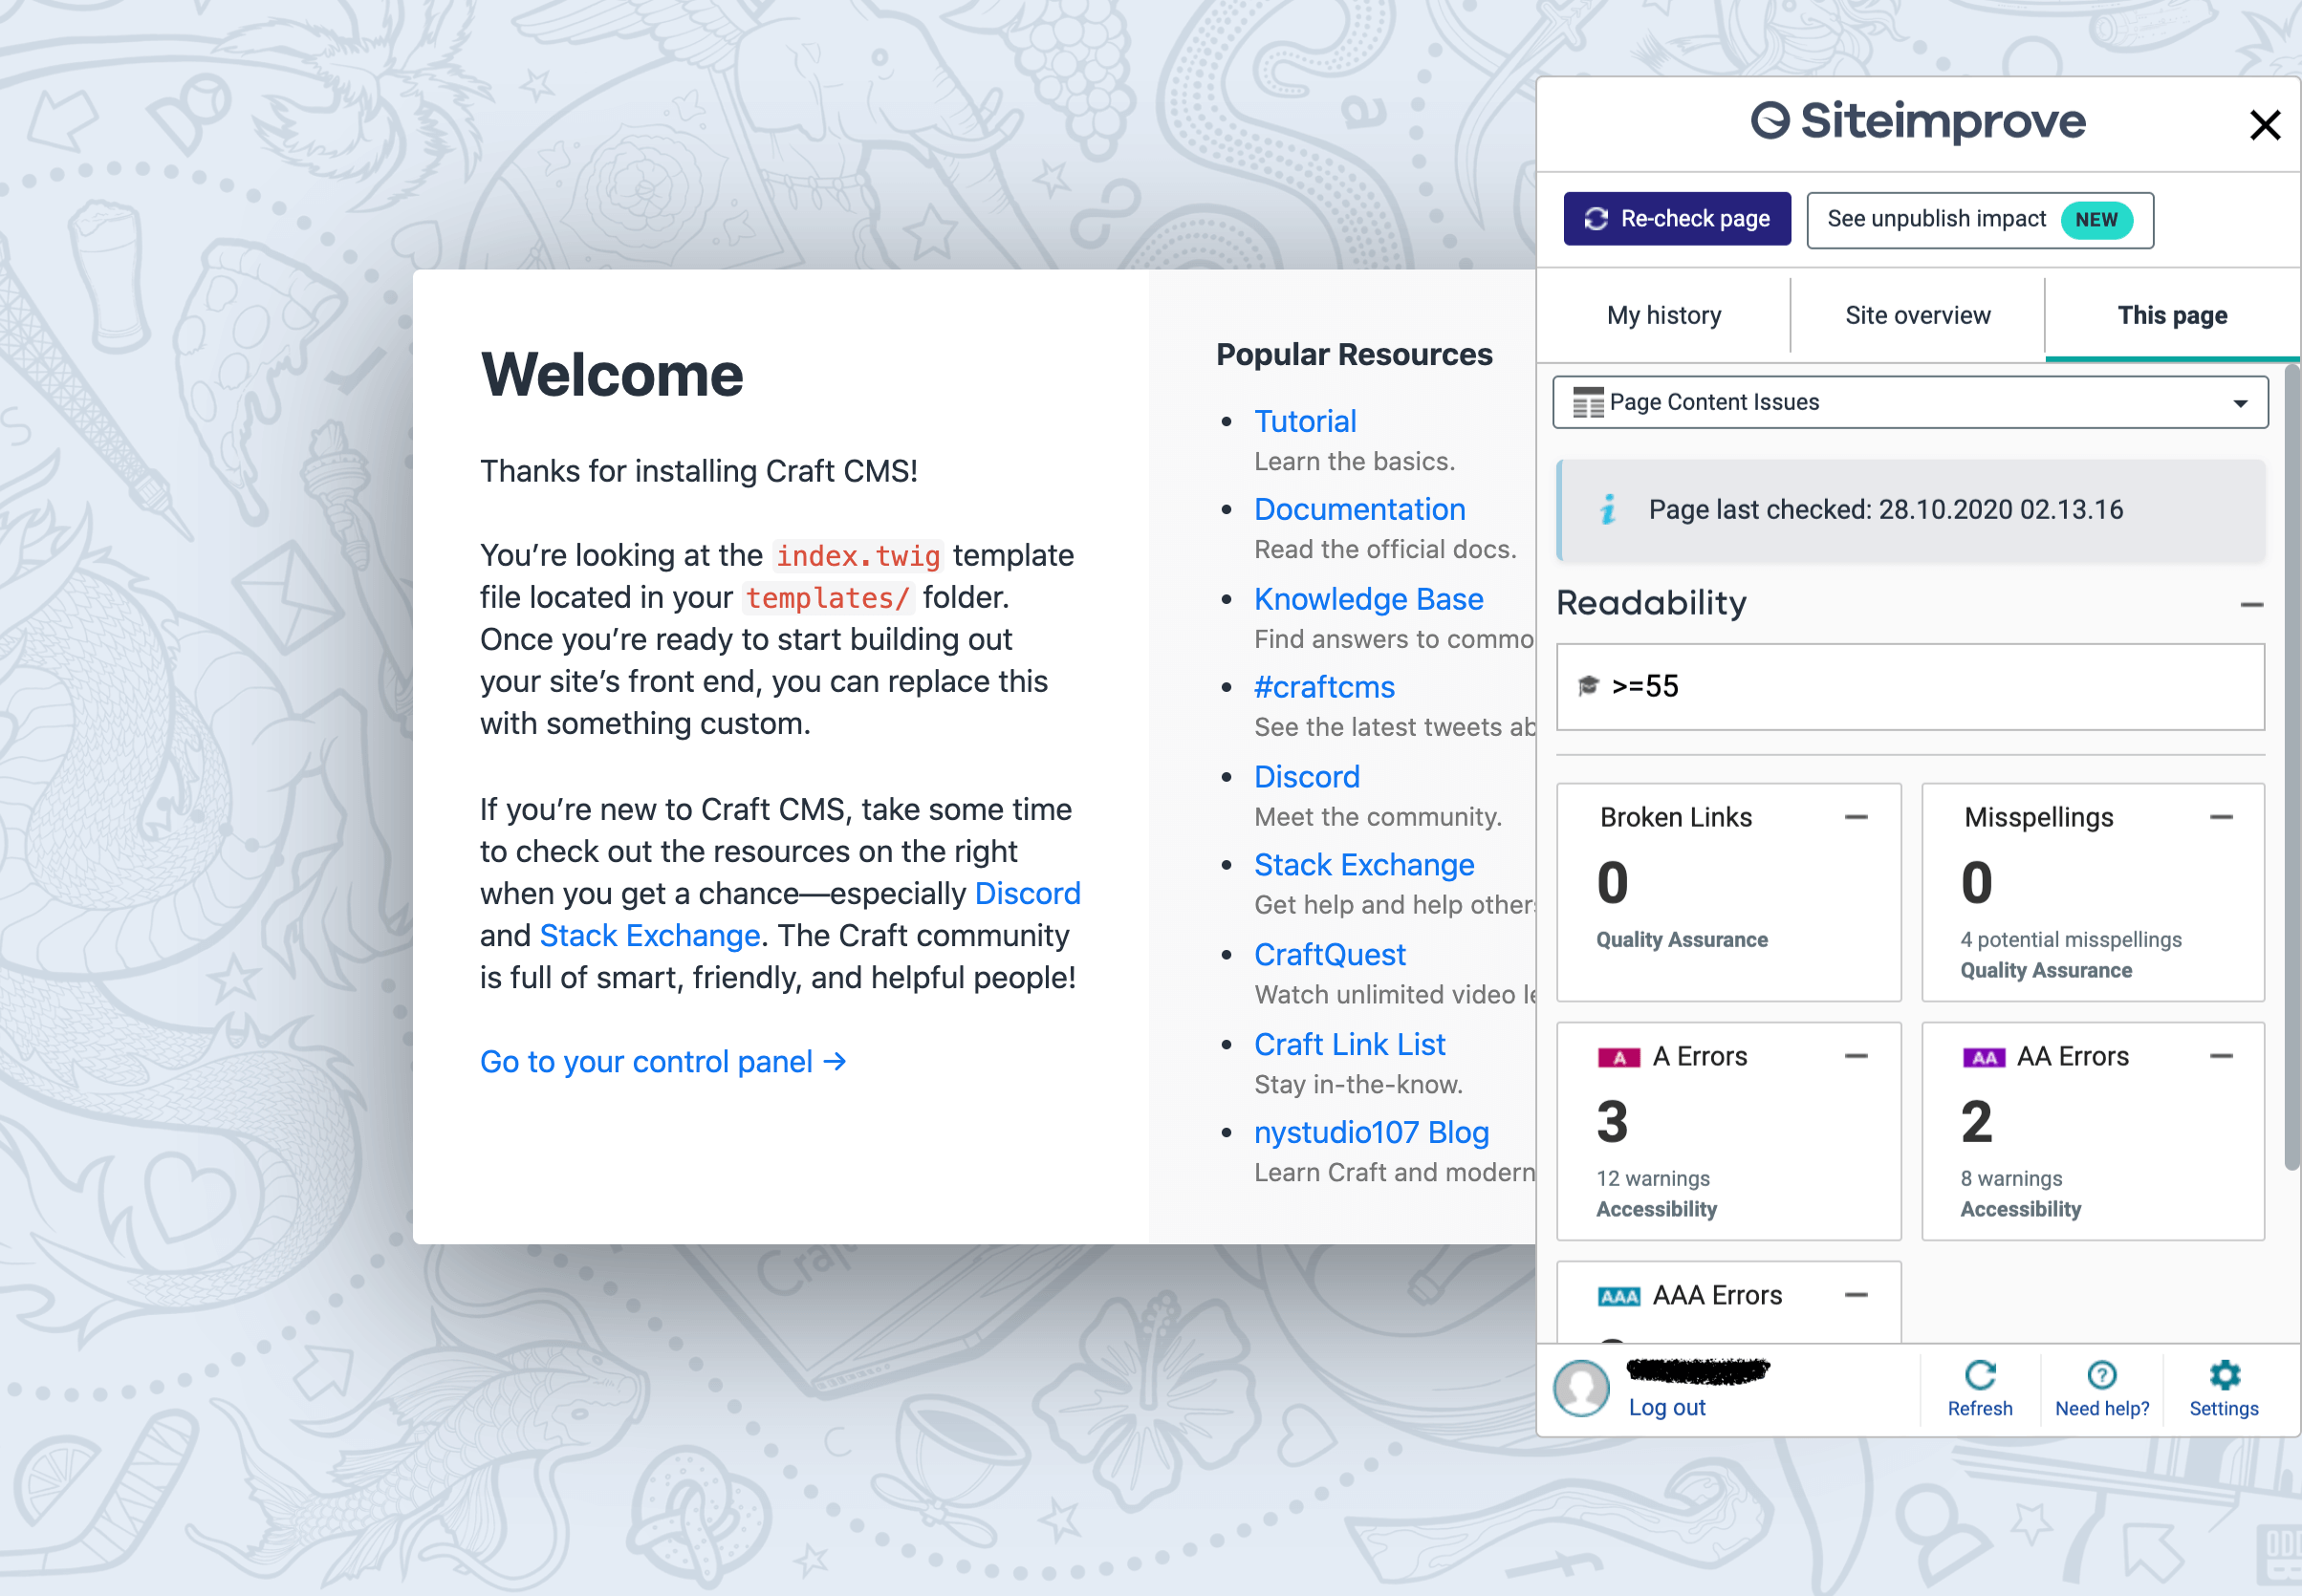 Welcome
Thanks for installing Craft CMS!
You’re looking at the index.twig template
file located in your templates/ folder.
Once you’re ready to start building out
your site’s front end, you can replace this
with something custom.
If you’re new to Craft CMS, take some time
to check out the resources on the right
when you get a chance—especially Discord
and Stack Exchange. The Craft community
is full of smart, friendly, and helpful people!
Go to your control panel →
Popular Resources
Tutorial
Learn the basics.
Documentation
Read the official docs.
Knowledge Base
Find answers to
#craftcms
See the latest tweets
Discord
Meet the community.
Stack Exchange
Get help and help
CraftQuest
Watch unlimited video
Craft Link List
Stay in-the-know.
nystudio107 Blog
Learn Craft and modern
Siteimprove
Re-check page
See unpublish impact NEW
My history
Site overview
This page
Page Content Issues
Page last checked: 28.10.2020 02.13.16
Readability
>=55
Broken Links
0
Quality Assurance
Misspellings
0
4 potential misspellings
Quality Assurance
A A Errors
3
12 warnings
Accessibility
AA AA Errors
2
8 warnings
Accessibility
AAA AAA Errors
Log out
Refresh
Need help?
Settings
Craft